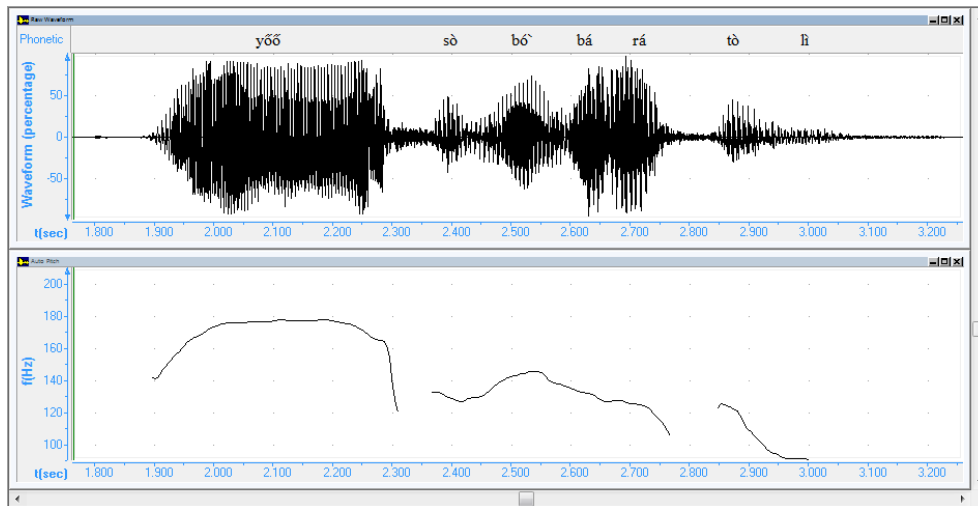 Raw Waveform
Phonetic yőő sò bó` bá rá tò lì
Waveform (percentage)
50
0
-50
t(sec) 1.800 1.900 2.000 2.100 2.200 2.300 2.400 2.500 2.600 2.700 2.800 2.900 3.000 3.100 3.200
Auto Pitch
f(Hz)
200
180
160
140
120
100
t(sec) 1.800 1.900 2.000 2.100 2.200 2.300 2.400 2.500 2.600 2.700 2.800 2.900 3.000 3.100 3.200